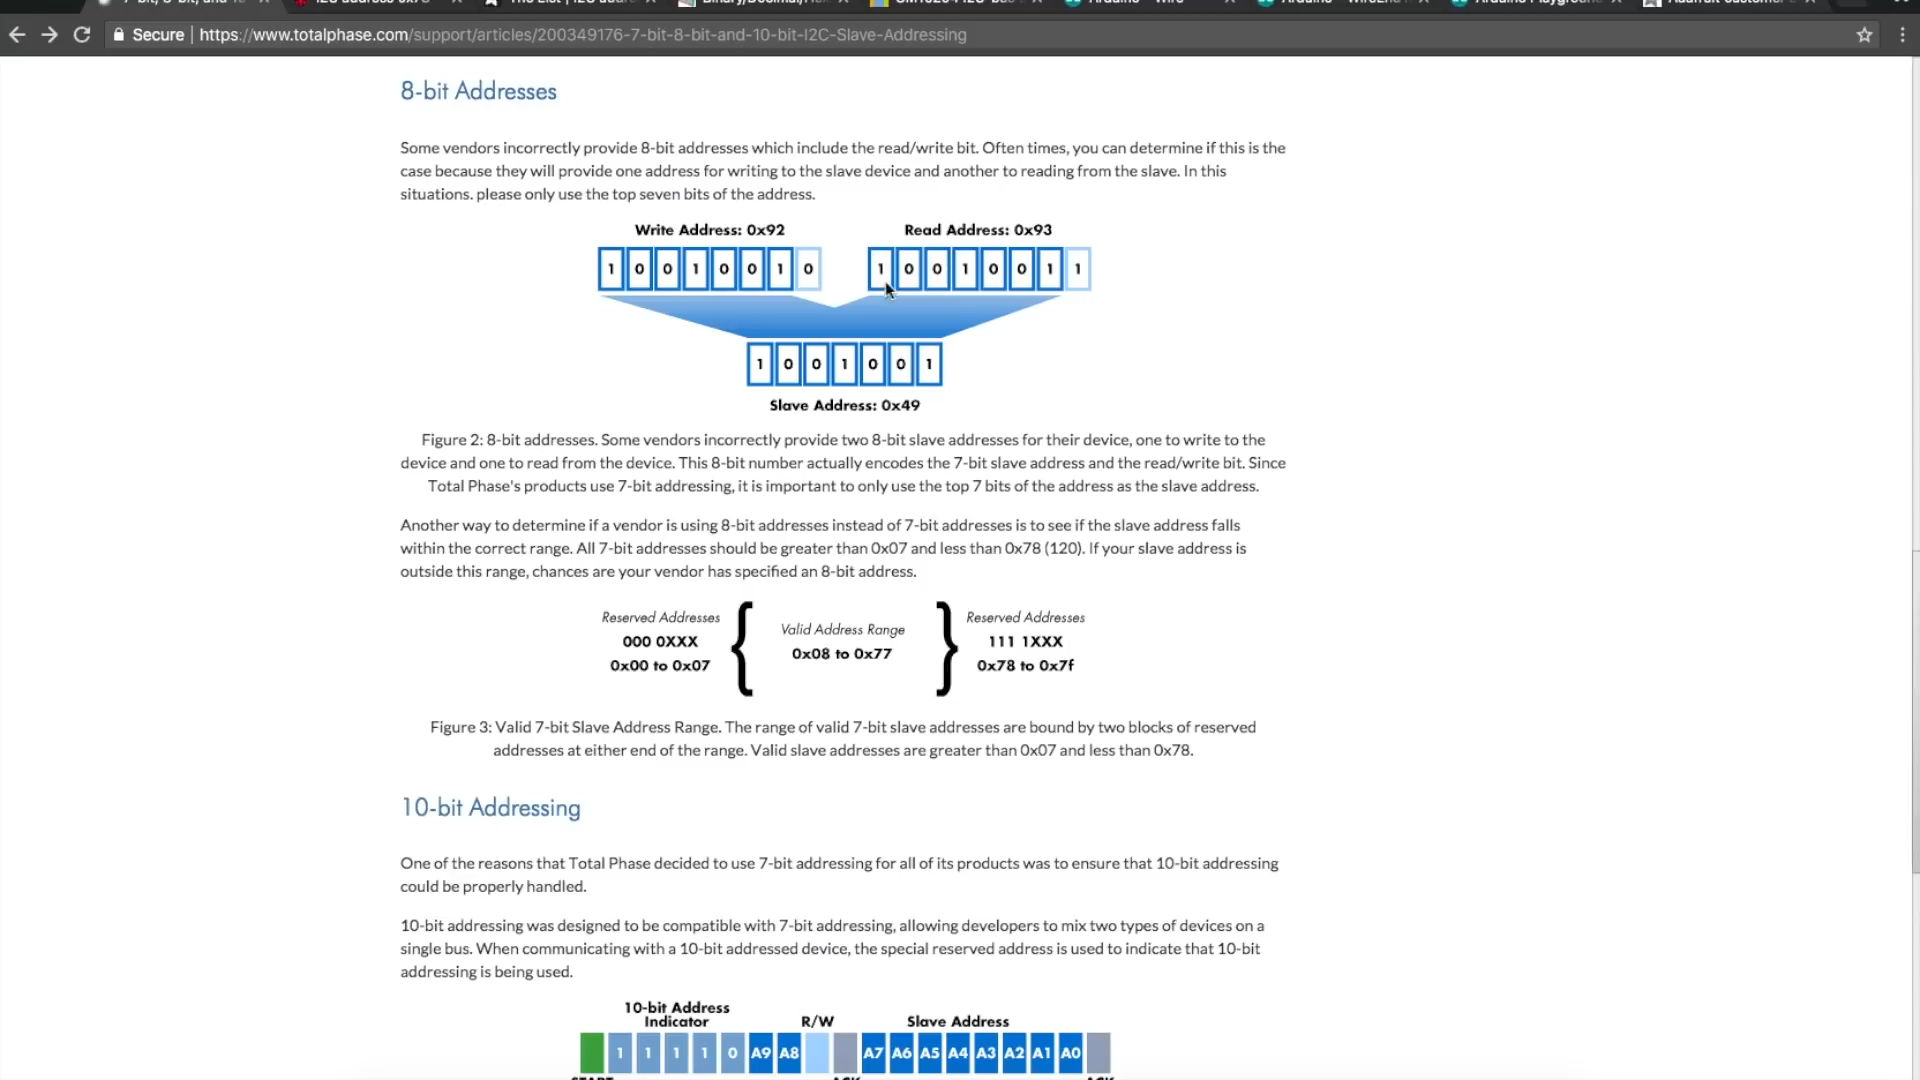 Secure | https://www.totalphase.com/support/articles/200349176-7-bit-8-bit-and-10-bit-I2C-Slave-Addressing
8-bit Addresses
Some vendors incorrectly provide 8-bit addresses which include the read/write bit. Often times, you can determine if this is the
case because they will provide one address for writing to the slave device and another to reading from the slave. In this
situations. please only use the top seven bits of the address.
Write Address: 0x92
Read Address: 0x93
1 0 0 1 0 0 1 0
1 0 0 1 0 0 1 1
1 0 0 1 0 0 1
Slave Address: 0x49
Figure 2: 8-bit addresses. Some vendors incorrectly provide two 8-bit slave addresses for their device, one to write to the
device and one to read from the device. This 8-bit number actually encodes the 7-bit slave address and the read/write bit. Since
Total Phase's products use 7-bit addressing, it is important to only use the top 7 bits of the address as the slave address.
Another way to determine if a vendor is using 8-bit addresses instead of 7-bit addresses is to see if the slave address falls
within the correct range. All 7-bit addresses should be greater than 0x07 and less than 0x78 (120). If your slave address is
outside this range, chances are your vendor has specified an 8-bit address.
Reserved Addresses
000 0XXX
0x00 to 0x07
{
Valid Address Range
0x08 to 0x77
}
Reserved Addresses
111 1XXX
0x78 to 0x7f
Figure 3: Valid 7-bit Slave Address Range. The range of valid 7-bit slave addresses are bound by two blocks of reserved
addresses at either end of the range. Valid slave addresses are greater than 0x07 and less than 0x78.
10-bit Addressing
One of the reasons that Total Phase decided to use 7-bit addressing for all of its products was to ensure that 10-bit addressing
could be properly handled.
10-bit addressing was designed to be compatible with 7-bit addressing, allowing developers to mix two types of devices on a
single bus. When communicating with a 10-bit addressed device, the special reserved address is used to indicate that 10-bit
addressing is being used.
10-bit Address
Indicator
R/W
Slave Address
1 1 1 1 0 A9 A8 A7 A6 A5 A4 A3 A2 A1 A0